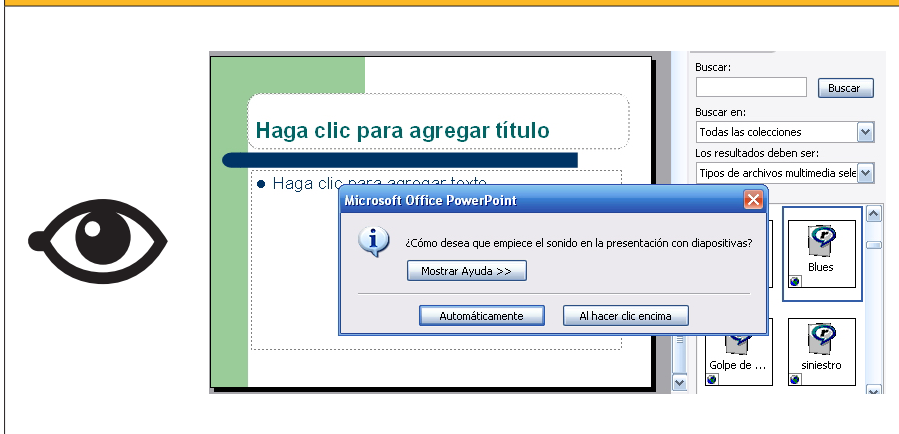 Buscar:
Buscar
Buscar en:
Todas las colecciones
Los resultados deben ser:
Tipos de archivos multimedia sele
Haga clic para agregar título
Haga clic para agregar texto
Microsoft Office PowerPoint
¿Cómo desea que empiece el sonido en la presentación con diapositivas?
Mostrar Ayuda >>
Automáticamente
Al hacer clic encima
Blues
Golpe de ...
siniestro